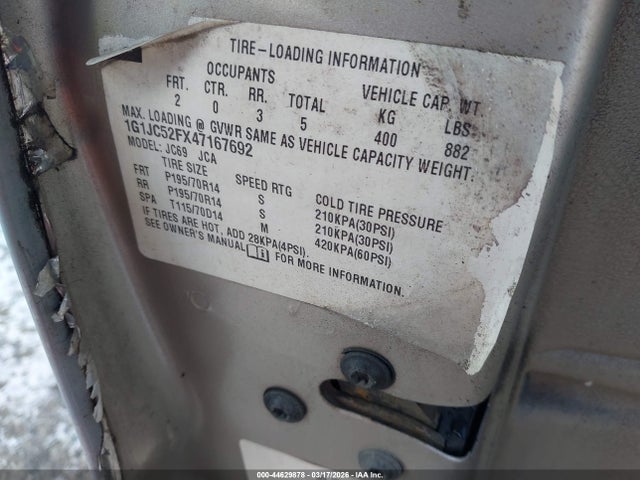 TIRE-LOADING INFORMATION
OCCUPANTS VEHICLE CAP. WT.
FRT. CTR. RR. TOTAL KG LBS
2 0 3 5 400 882
MAX. LOADING @ GVWR SAME AS VEHICLE CAPACITY WEIGHT.
1G1JC52FX47167692
MODEL: JC69 JCA
TIRE SIZE SPEED RTG COLD TIRE PRESSURE
FRT P195/70R14 S 210KPA(30PSI)
RR P195/70R14 S 210KPA(30PSI)
SPA T115/70D14 M 420KPA(60PSI)
IF TIRES ARE HOT, ADD 28KPA(4PSI).
SEE OWNER'S MANUAL i FOR MORE INFORMATION.
000-44629878 - 03/17/2026 - IAA, Inc.